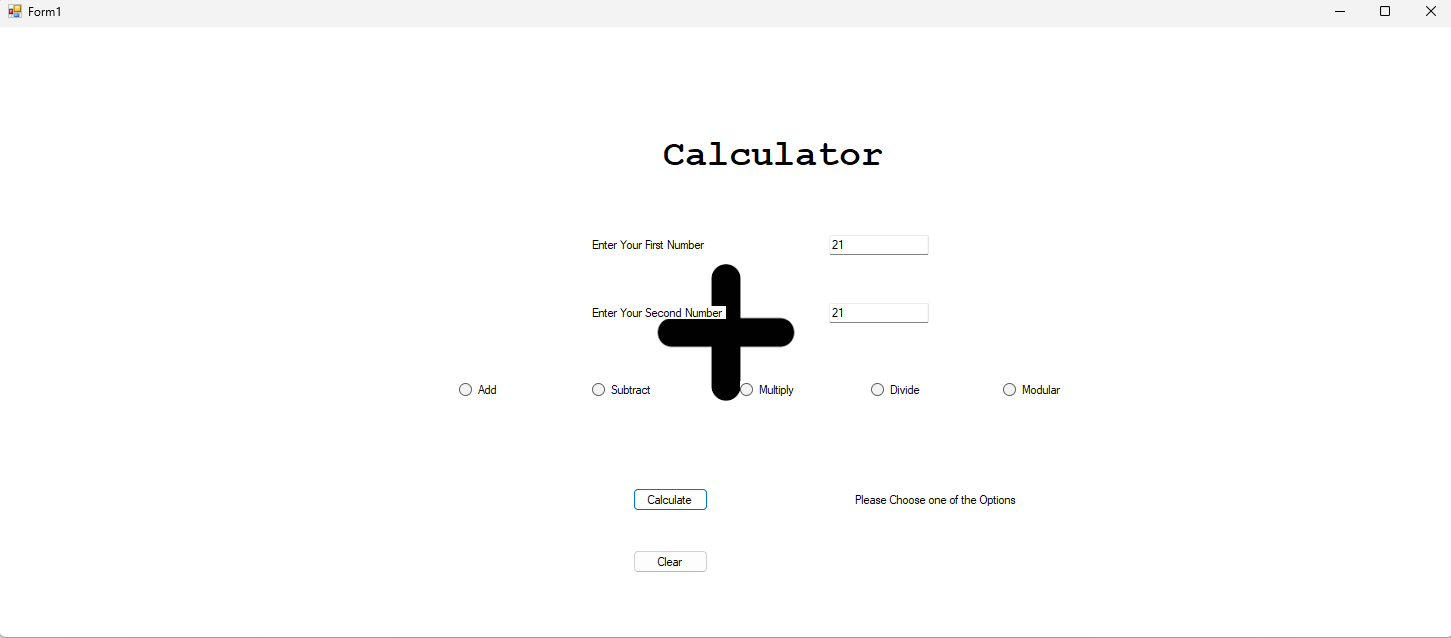 Form1
Calculator
Enter Your First Number 21
Enter Your Second Number 21
Add Subtract Multiply Divide Modular
Calculate Please Choose one of the Options
Clear